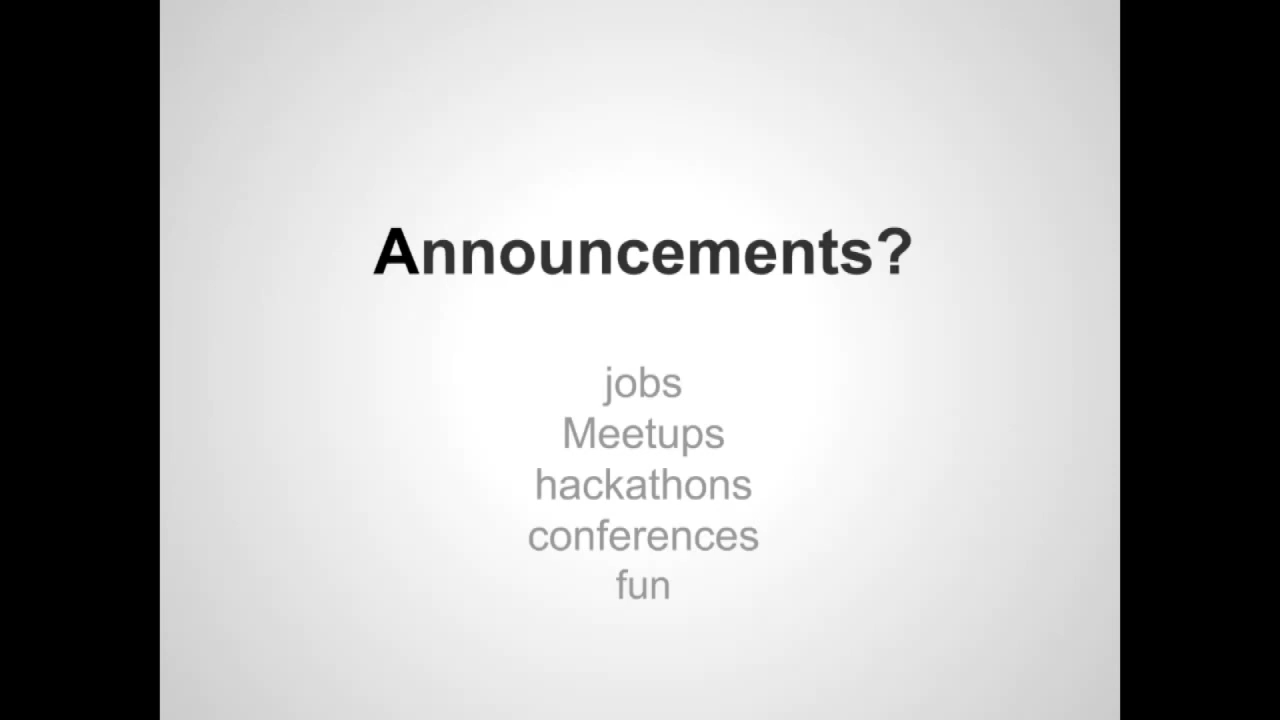 Announcements?
jobs
Meetups
hackathons
conferences
fun